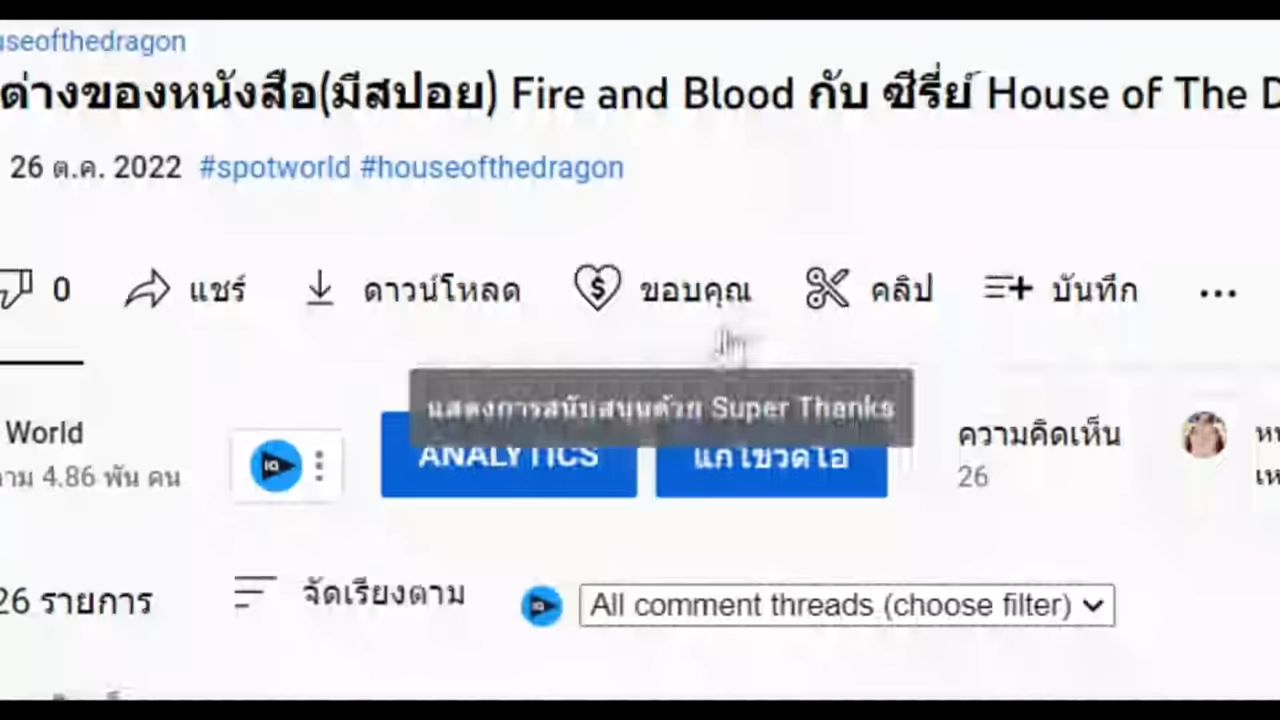 useofthedragon
ต่างของหนังสือ(มีสปอย) Fire and Blood กับ ซีรี่ย์ House of The D
26 ต.ค. 2022 #spotworld #houseofthedragon
0 แชร์ ดาวน์โหลด ขอบคุณ คลิป บันทึก ...
แสดงการสนับสนุนด้วย Super Thanks
World
ANALYTICS แก้ไขวิดีโอ ความคิดเห็น
4.86 พัน คน
26
26 รายการ จัดเรียงตาม All comment threads (choose filter)